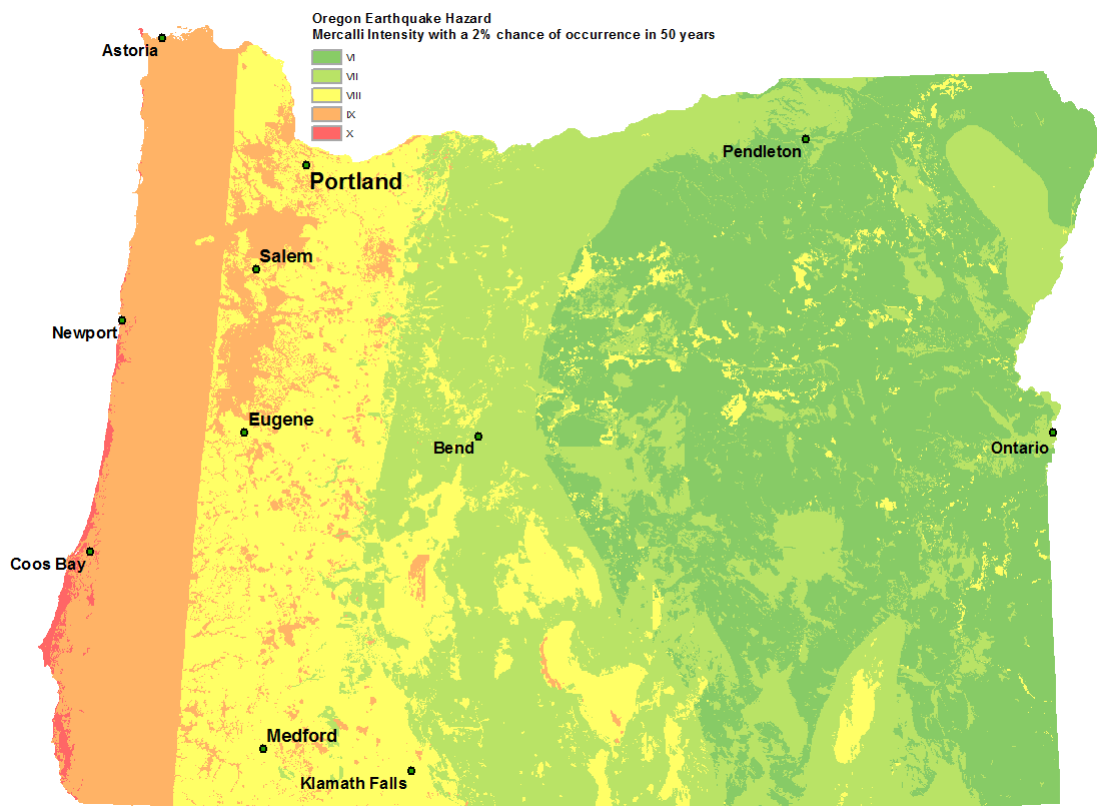 Oregon Earthquake Hazard
Mercalli Intensity with a 2% chance of occurrence in 50 years
VI
VII
VIII
IX
X
Astoria
Pendleton
Portland
Salem
Newport
Eugene
Bend
Ontario
Coos Bay
Medford
Klamath Falls